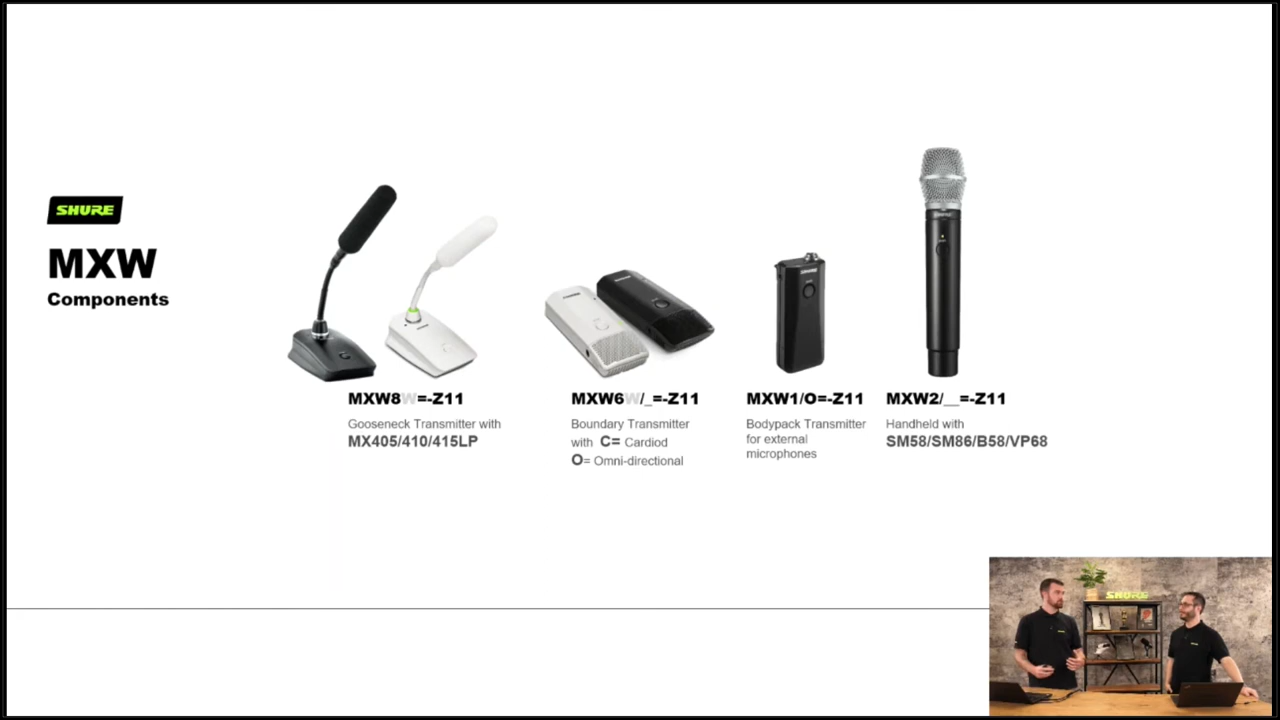 SHURE
MXW
Components
MXW8W=-Z11
Gooseneck Transmitter with
MX405/410/415LP
MXW6W/_=-Z11
Boundary Transmitter
with C= Cardiod
O= Omni-directional
MXW1/O=-Z11
Bodypack Transmitter
for external
microphones
MXW2/__=-Z11
Handheld with
SM58/SM86/B58/VP68
SHURE